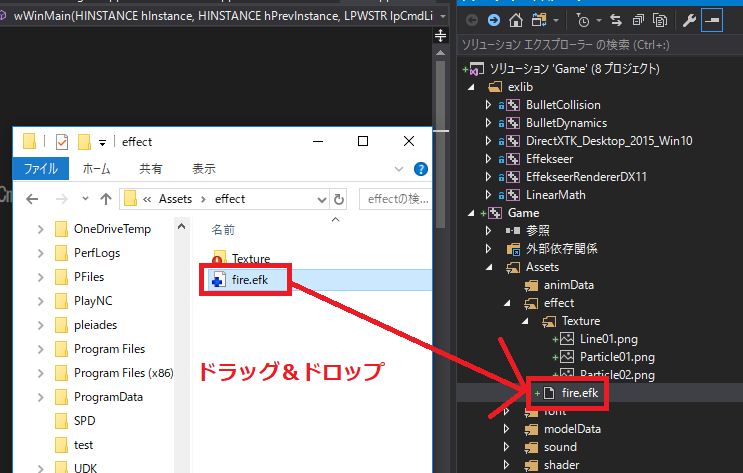 wWinMain(HINSTANCE hInstance, HINSTANCE hPrevInstance, LPWSTR lpCmdLi
ソリューション エクスプローラー の検索 (Ctrl+;)
ソリューション 'Game' (8 プロジェクト)
exlib
BulletCollision
BulletDynamics
DirectXTK_Desktop_2015_Win10
Effekseer
EffekseerRendererDX11
LinearMath
Game
参照
外部依存関係
Assets
animData
effect
Texture
Line01.png
Particle01.png
Particle02.png
fire.efk
font
modelData
sound
shader
effect
ファイル
ホーム
共有
表示
Assets
effect
effectの検...
名前
OneDriveTemp
PerfLogs
PFiles
PlayNC
pleiades
Program Files
Program Files (x86)
ProgramData
SPD
test
UDK
Texture
fire.efk
ドラッグ＆ドロップ